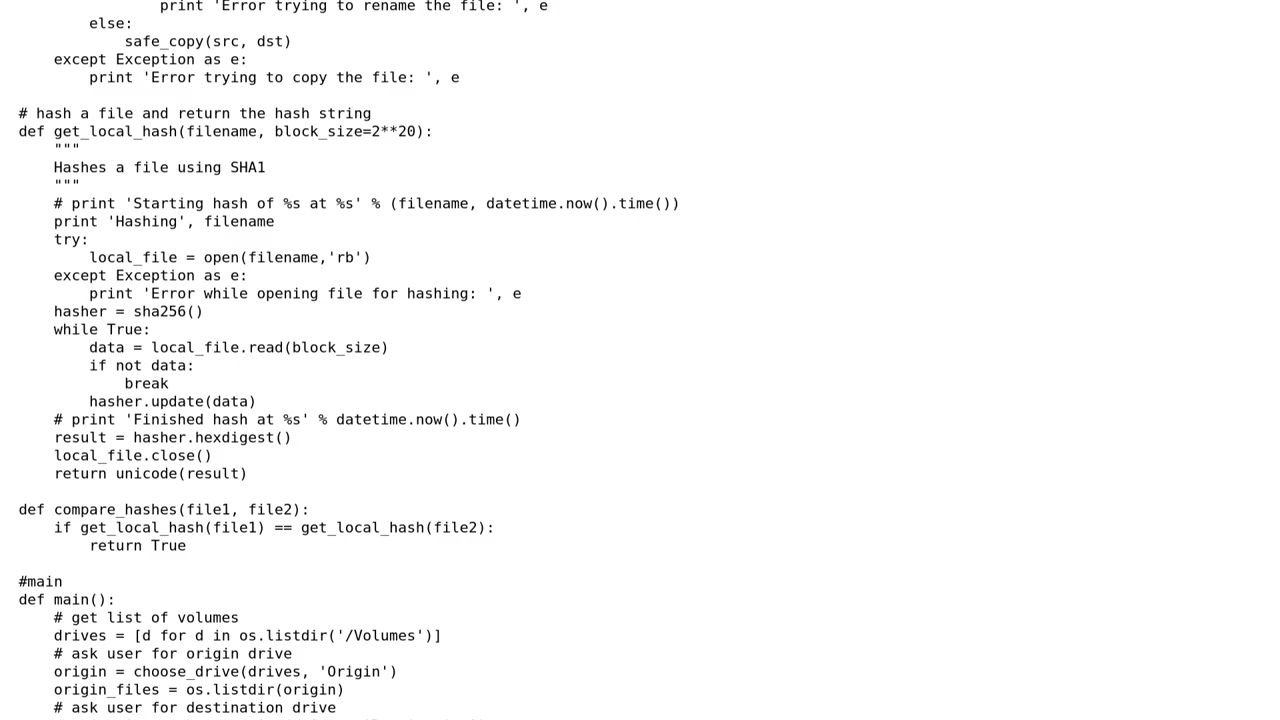 print 'Error trying to rename the file: ', e
        else:
            safe_copy(src, dst)
    except Exception as e:
        print 'Error trying to copy the file: ', e

# hash a file and return the hash string
def get_local_hash(filename, block_size=2**20):
    """
    Hashes a file using SHA1
    """
    # print 'Starting hash of %s at %s' % (filename, datetime.now().time())
    print 'Hashing', filename
    try:
        local_file = open(filename,'rb')
    except Exception as e:
        print 'Error while opening file for hashing: ', e
    hasher = sha256()
    while True:
        data = local_file.read(block_size)
        if not data:
            break
        hasher.update(data)
    # print 'Finished hash at %s' % datetime.now().time()
    result = hasher.hexdigest()
    local_file.close()
    return unicode(result)

def compare_hashes(file1, file2):
    if get_local_hash(file1) == get_local_hash(file2):
        return True

#main
def main():
    # get list of volumes
    drives = [d for d in os.listdir('/Volumes')]
    # ask user for origin drive
    origin = choose_drive(drives, 'Origin')
    origin_files = os.listdir(origin)
    # ask user for destination drive